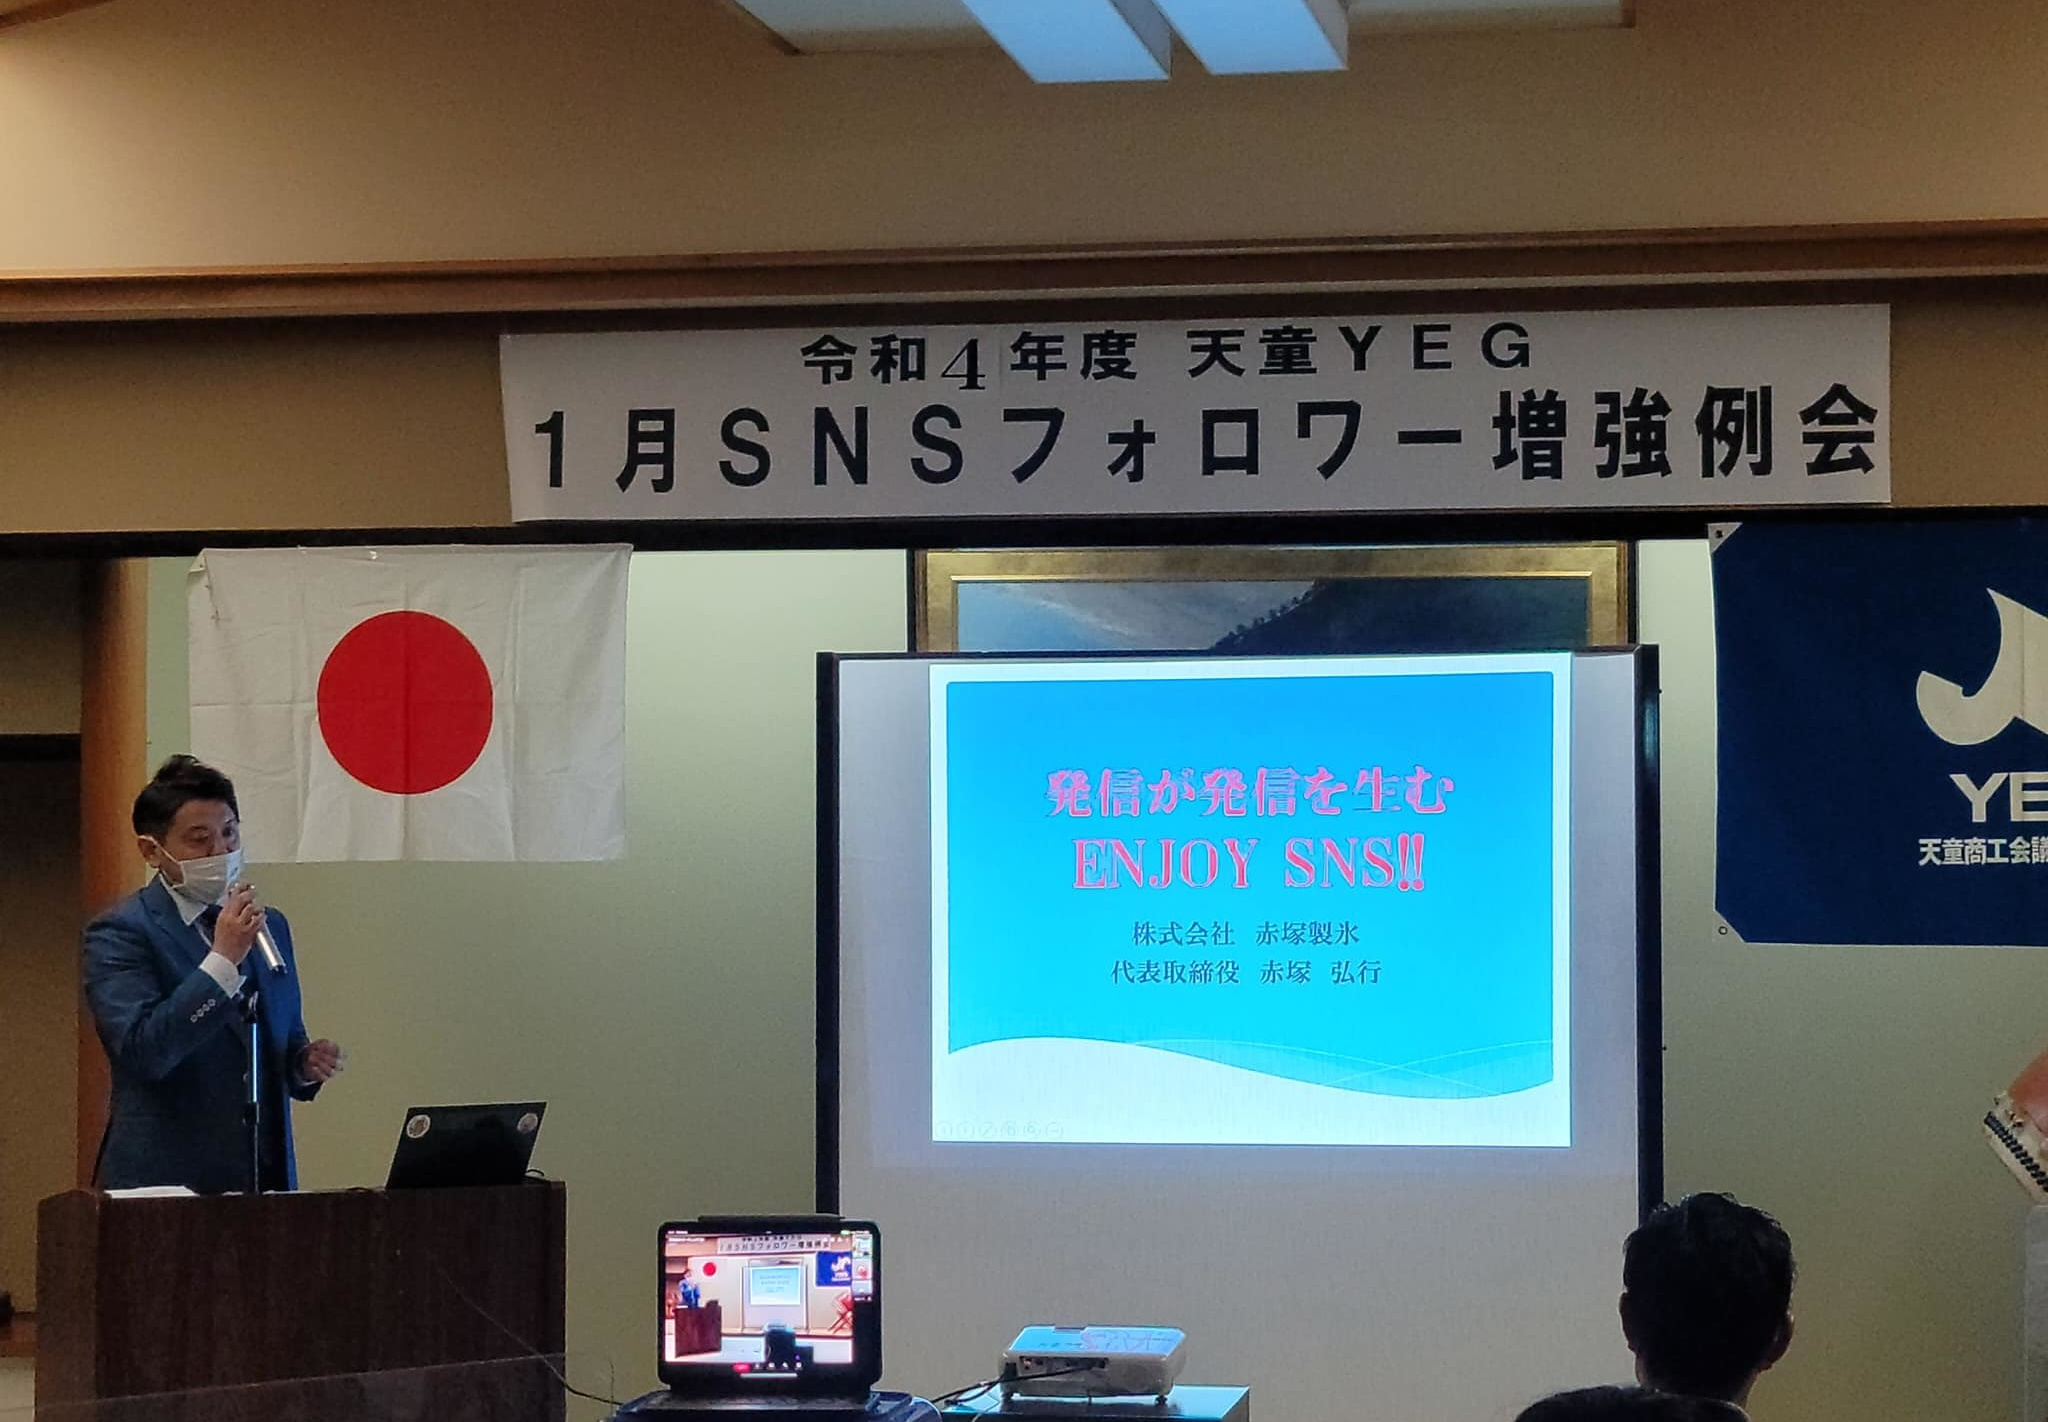 令和4年度 天童YEG
1月SNSフォロワー増強例会
発信が発信を生む
ENJOY SNS!!
株式会社 赤塚製氷
代表取締役 赤塚 弘行
YE
天童商工会議